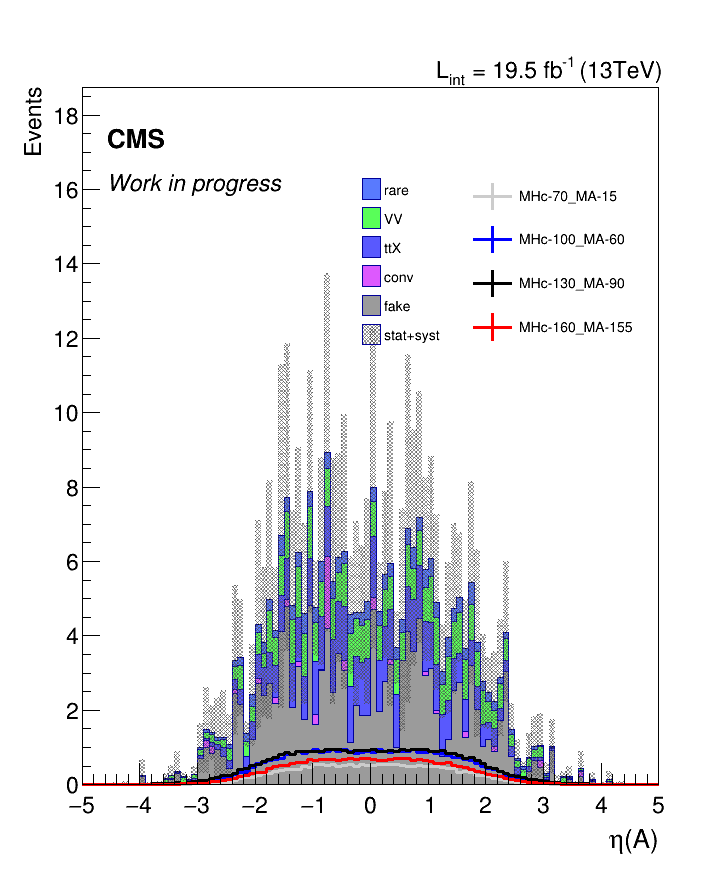 L_int = 19.5 fb^-1 (13TeV)
Events
18
16
14
12
10
8
6
4
2
0
CMS
Work in progress
rare
VV
ttX
conv
fake
stat+syst
MHc-70_MA-15
MHc-100_MA-60
MHc-130_MA-90
MHc-160_MA-155
−5 −4 −3 −2 −1 0 1 2 3 4 5
η(A)